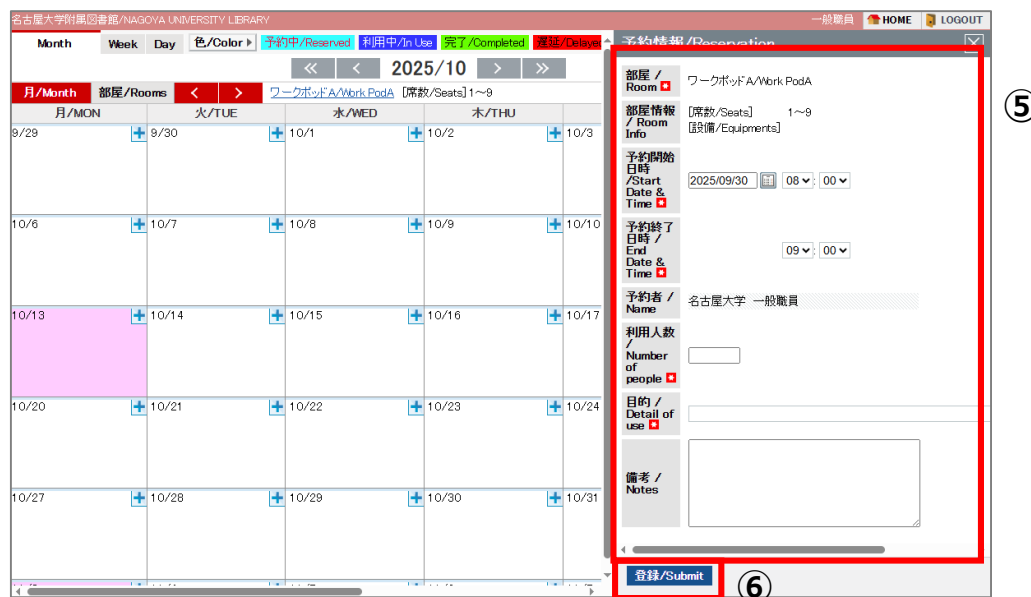 名古屋大学附属図書館/NAGOYA UNIVERSITY LIBRARY
一般職員 HOME LOGOUT
Month Week Day 色/Color 予約中/Reserved 利用中/In Use 完了/Completed 遅延/Delayed
« < 2025/10 > »
月/Month 部屋/Rooms < > ワークポッドA/Work PodA [席数/Seats]1～9
月/MON 火/TUE 水/WED 木/THU
9/29 9/30 10/1 10/2 10/3
10/6 10/7 10/8 10/9 10/10
10/13 10/14 10/15 10/16 10/17
10/20 10/21 10/22 10/23 10/24
10/27 10/28 10/29 10/30 10/31
予約情報/Reservation
⑤
部屋 /
Room
ワークポッドA/Work PodA
部屋情報
/ Room
Info
[席数/Seats] 1～9
[設備/Equipments]
予約開始
日時
/Start
Date &
Time
2025/09/30 08 : 00
予約終了
日時 /
End
Date &
Time
09 : 00
予約者 /
Name
名古屋大学 一般職員
利用人数
/
Number
of
people
目的 /
Detail of
use
備考 /
Notes
登録/Submit
⑥